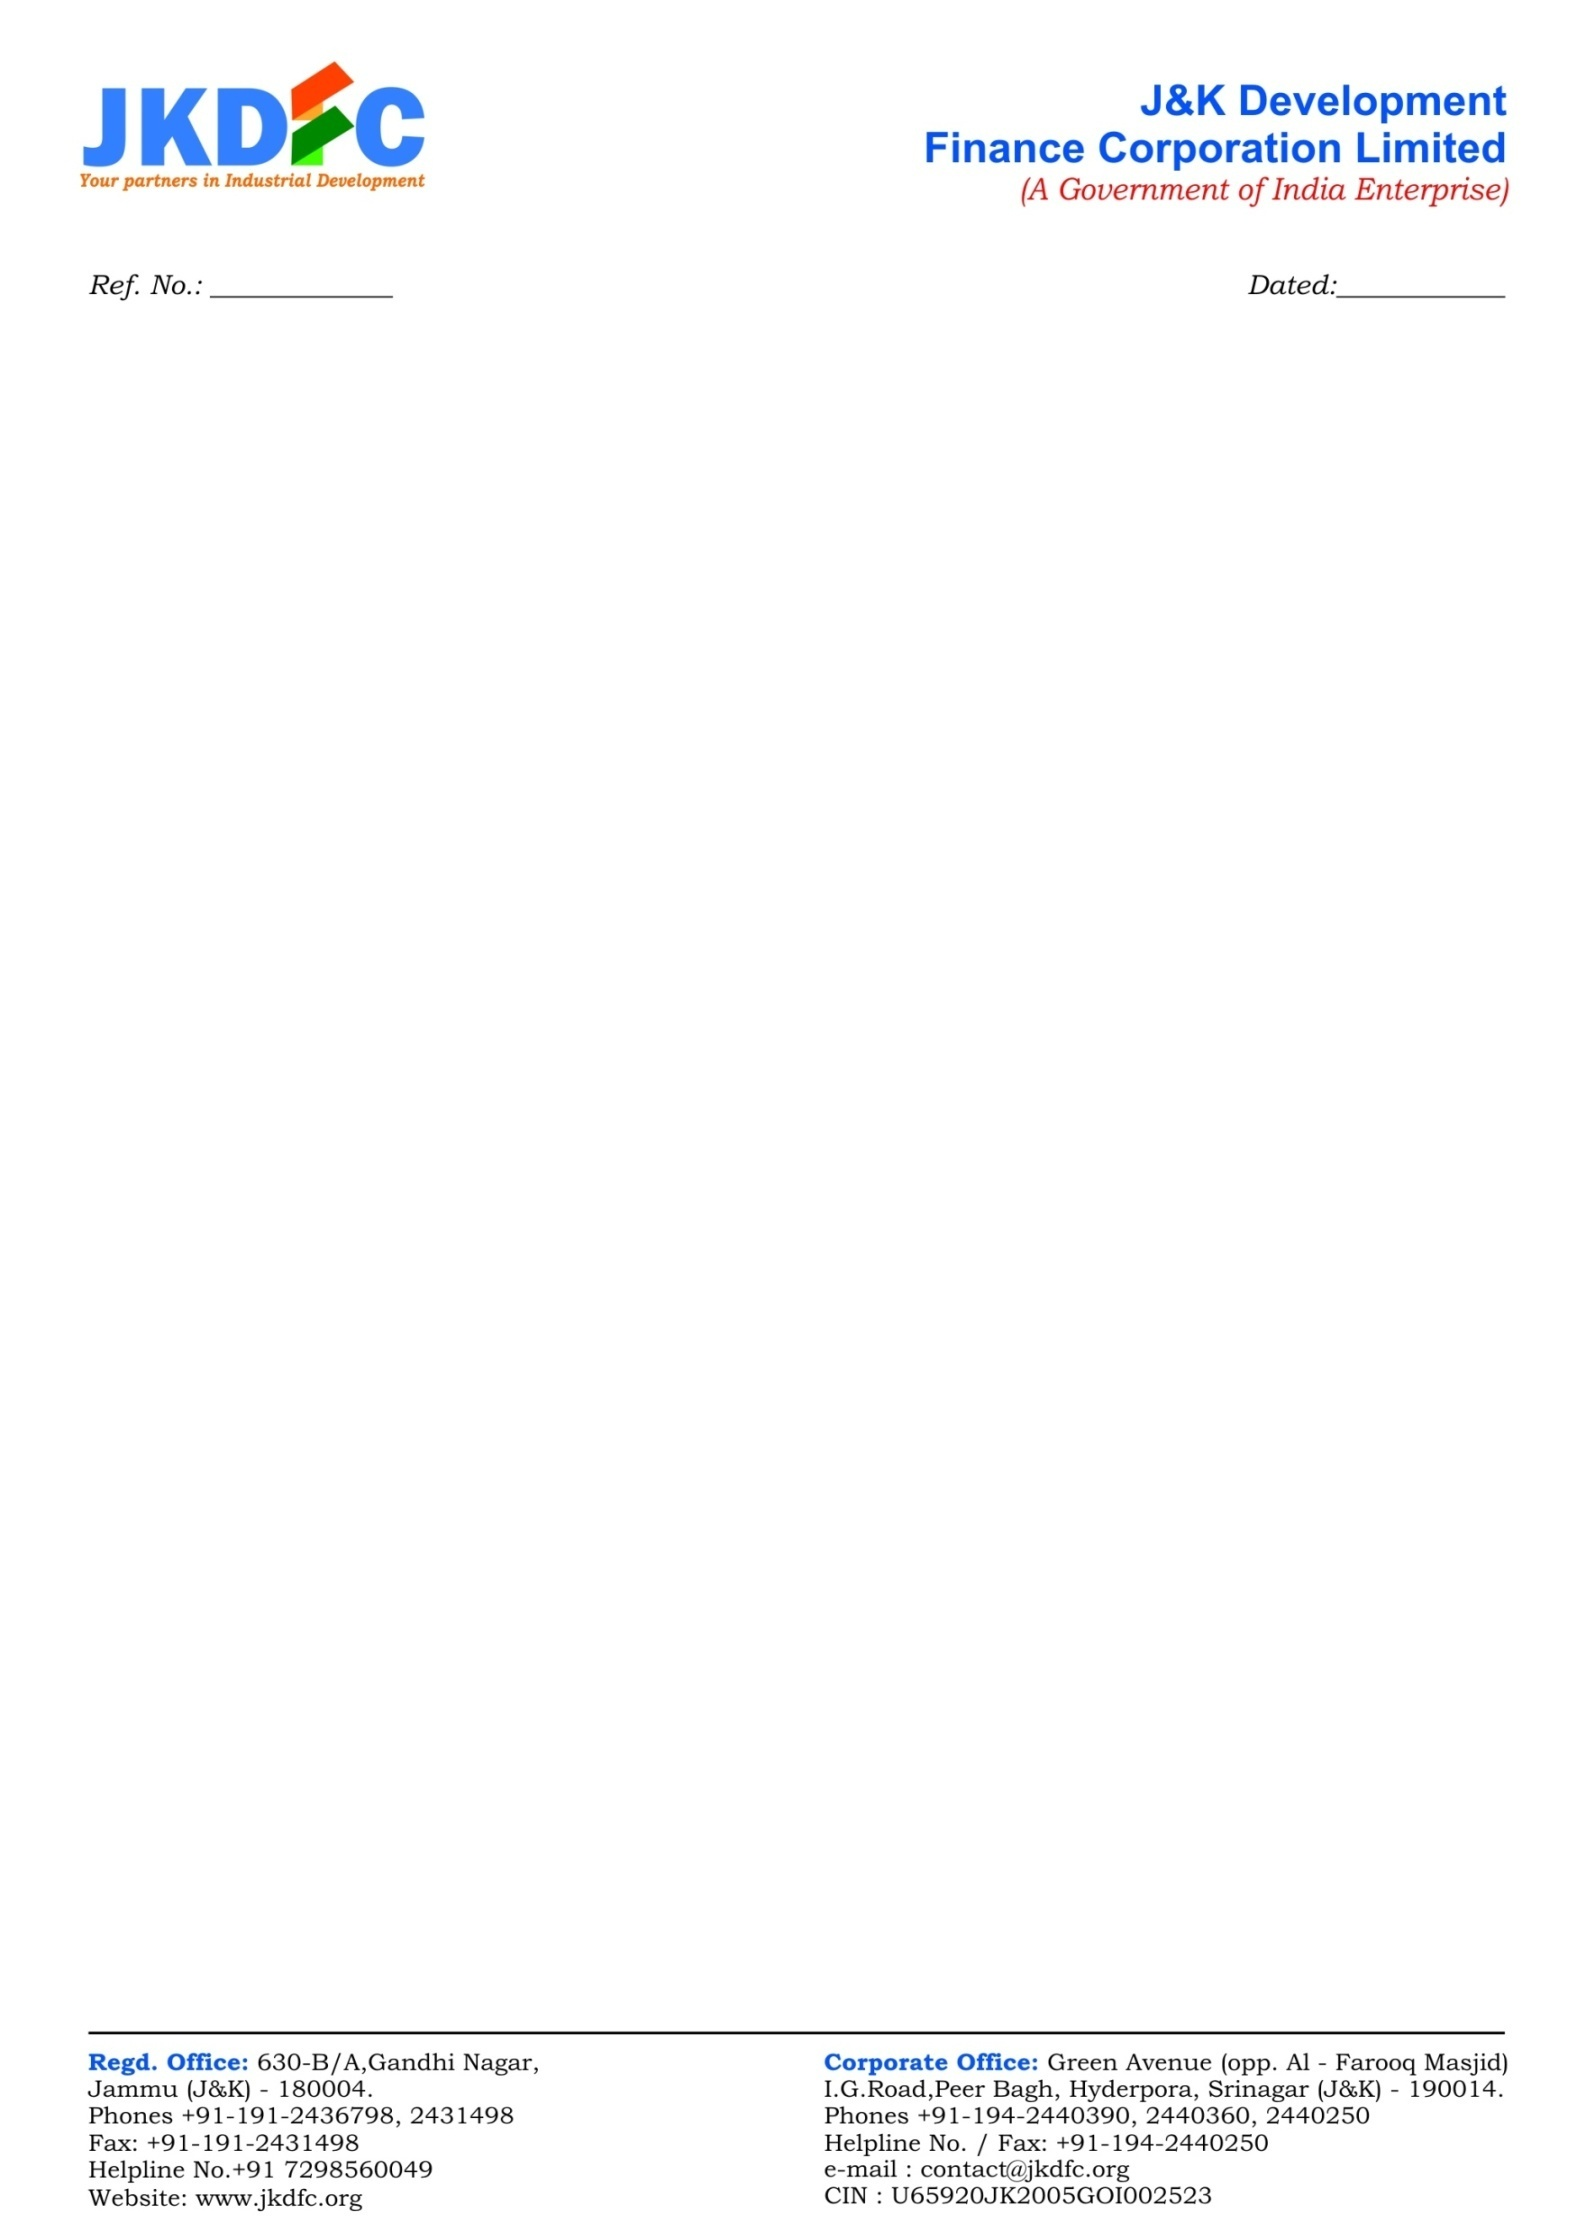 JKDFC
Your partners in Industrial Development
J&K Development
Finance Corporation Limited
(A Government of India Enterprise)
Ref. No.: ____________
Dated:___________
Regd. Office: 630-B/A,Gandhi Nagar,
Jammu (J&K) - 180004.
Phones +91-191-2436798, 2431498
Fax: +91-191-2431498
Helpline No.+91 7298560049
Website: www.jkdfc.org
Corporate Office: Green Avenue (opp. Al - Farooq Masjid)
I.G.Road,Peer Bagh, Hyderpora, Srinagar (J&K) - 190014.
Phones +91-194-2440390, 2440360, 2440250
Helpline No. / Fax: +91-194-2440250
e-mail : contact@jkdfc.org
CIN : U65920JK2005GOI002523